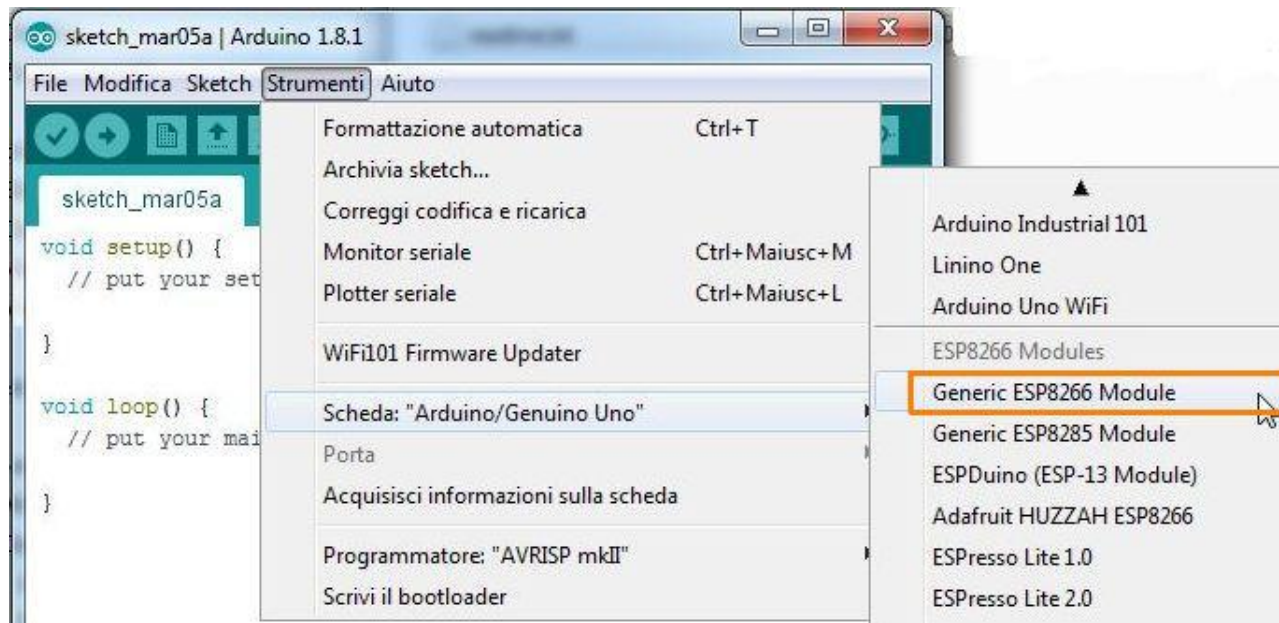 sketch_mar05a | Arduino 1.8.1
File Modifica Sketch Strumenti Aiuto
sketch_mar05a
void setup() {
// put your set
}
void loop() {
// put your mai
}
Formattazione automatica Ctrl+T
Archivia sketch...
Correggi codifica e ricarica
Monitor seriale Ctrl+Maiusc+M
Plotter seriale Ctrl+Maiusc+L
WiFi101 Firmware Updater
Scheda: "Arduino/Genuino Uno"
Porta
Acquisisci informazioni sulla scheda
Programmatore: "AVRISP mkII"
Scrivi il bootloader
Arduino Industrial 101
Linino One
Arduino Uno WiFi
ESP8266 Modules
Generic ESP8266 Module
Generic ESP8285 Module
ESPDuino (ESP-13 Module)
Adafruit HUZZAH ESP8266
ESPresso Lite 1.0
ESPresso Lite 2.0